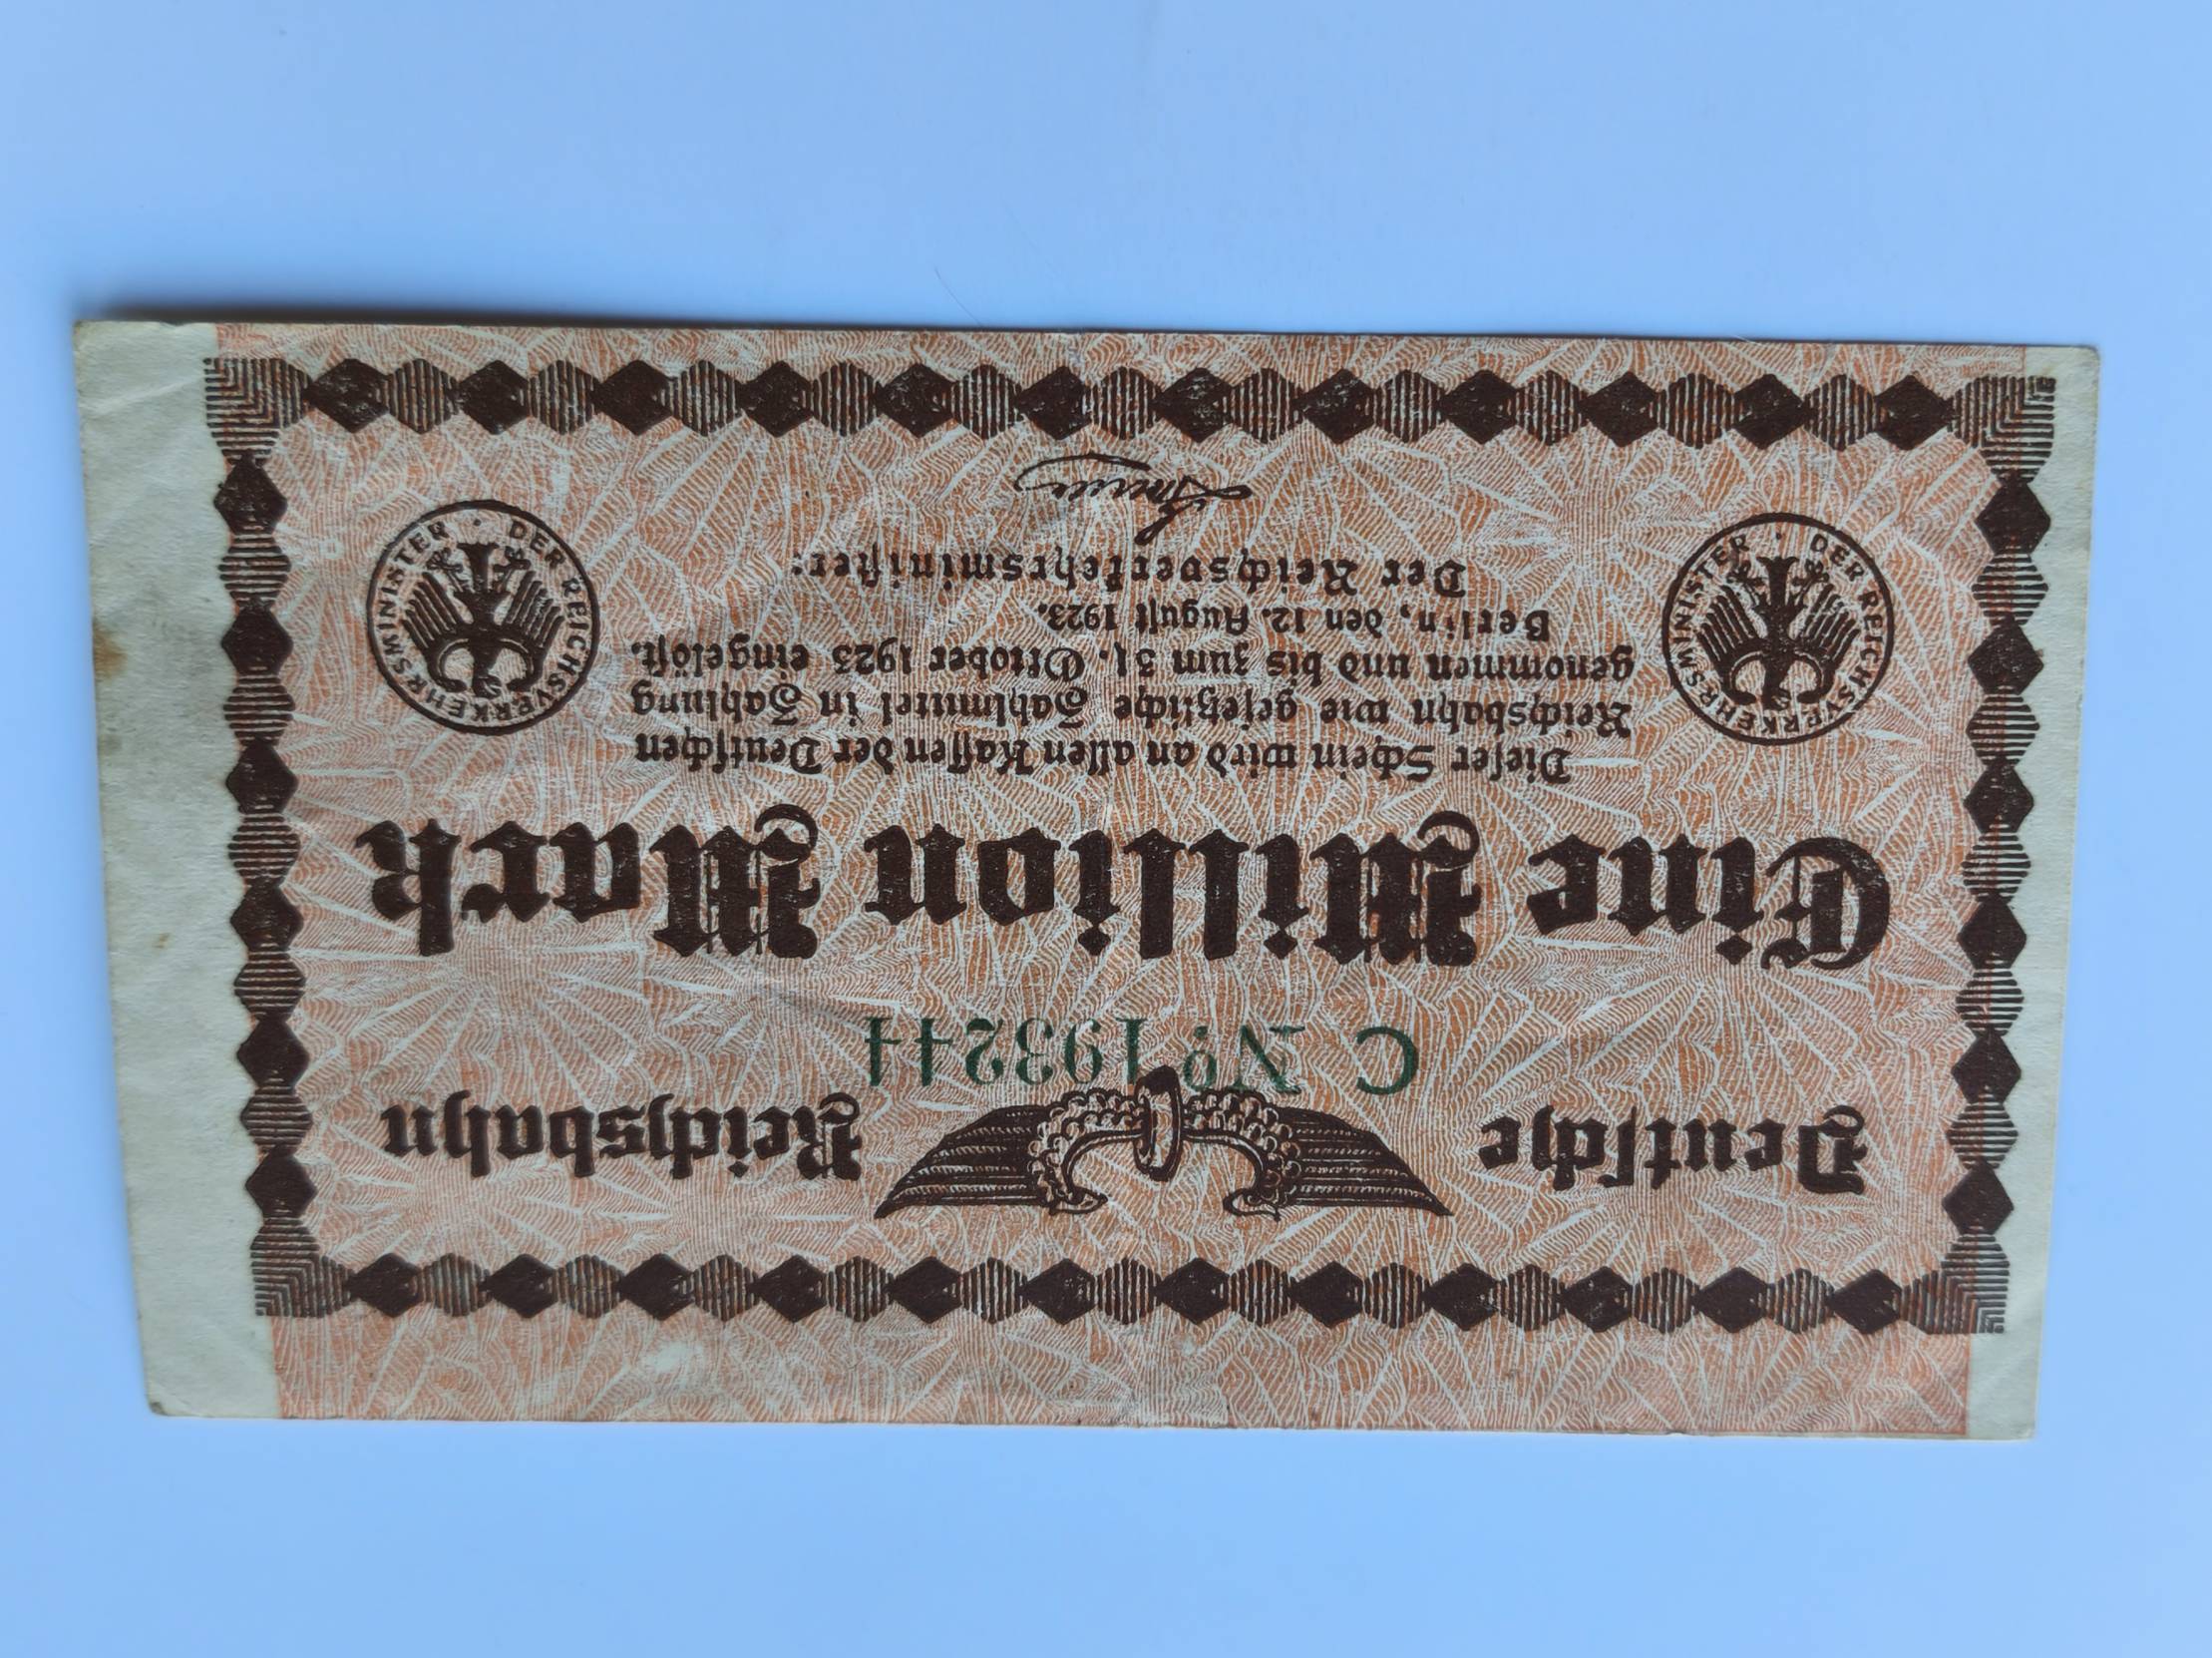 Deutsche Reichsbahn
C No 193244
Eine Million Mark
Dieser Schein wird an allen Kassen der Deutschen
Reichsbahn wie gesetzliche Zahlmittel in Zahlung
genommen und bis zum 31. Oktober 1923 eingelöst.
Berlin, den 12. August 1923.
Der Reichsverkehrsminister:
DER REICHSVERKEHRSMINISTER
DER REICHSVERKEHRSMINISTER